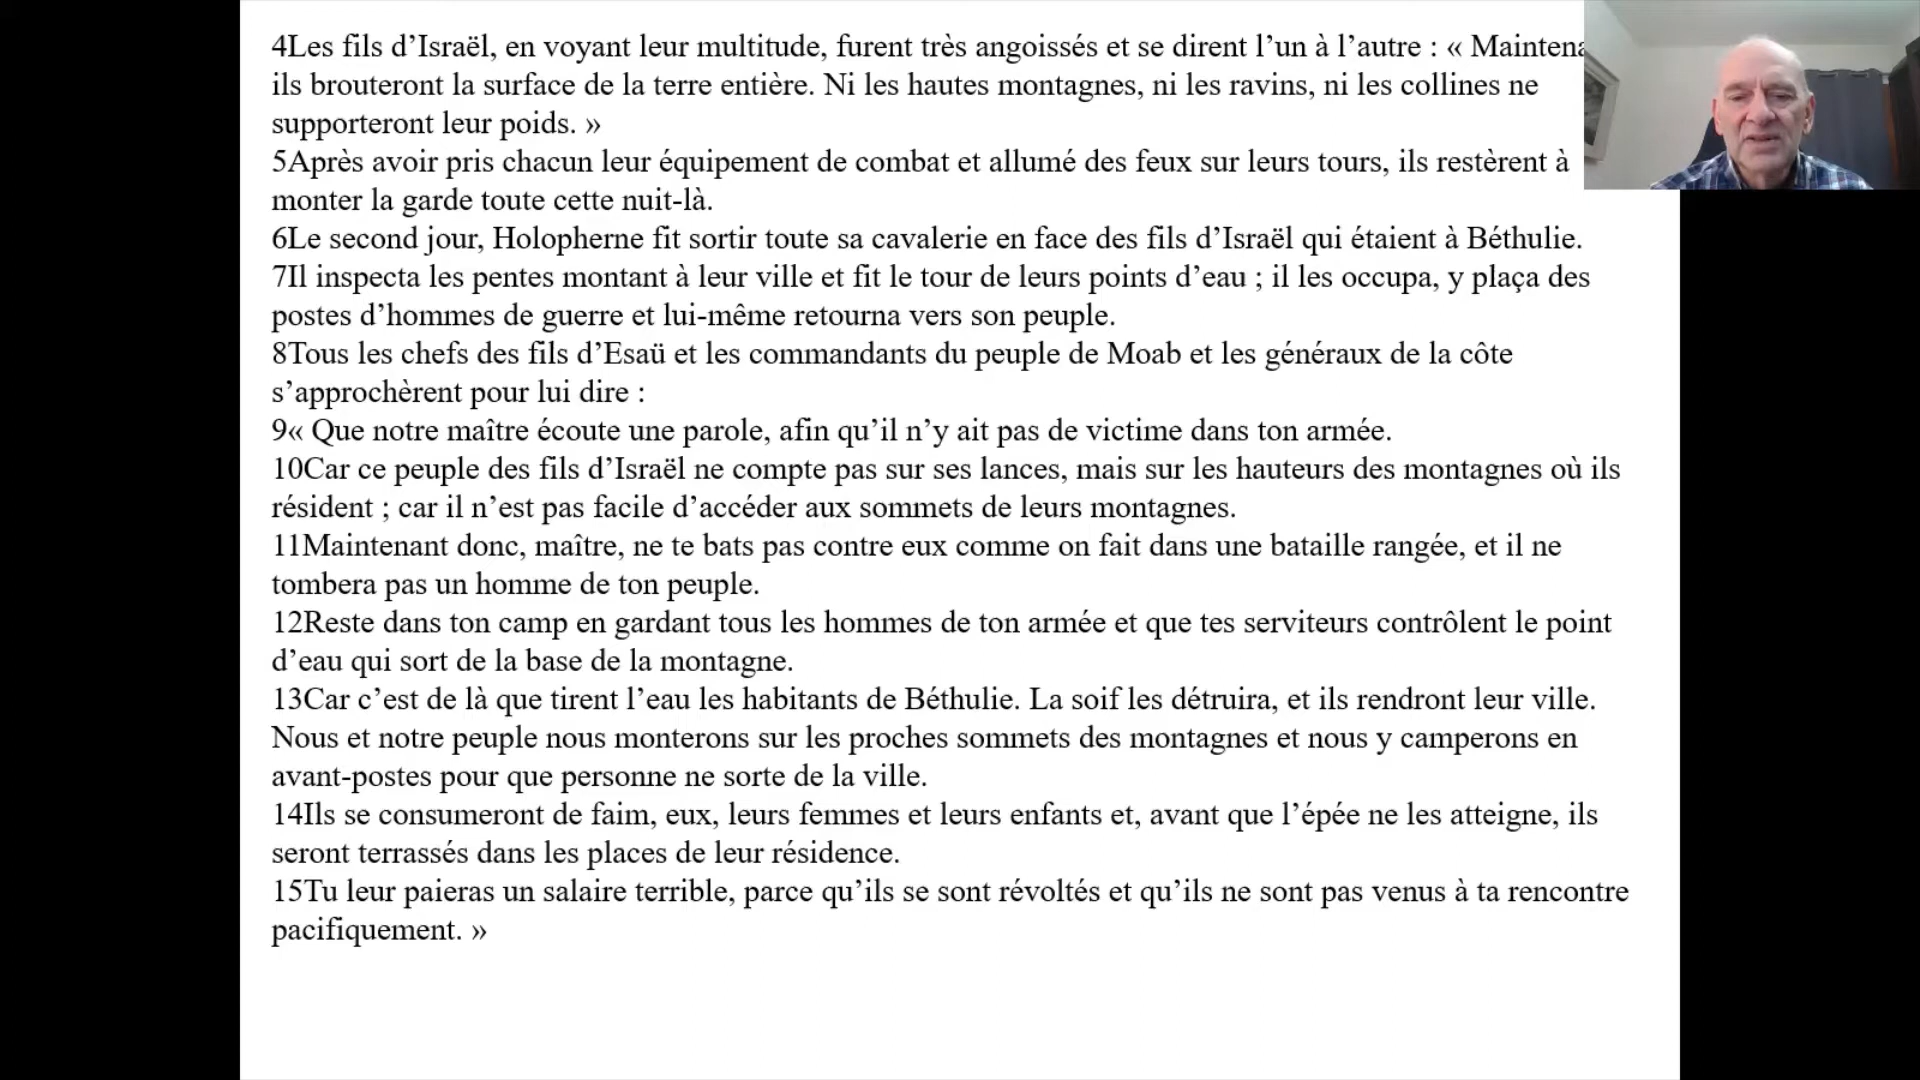 4Les fils d’Israël, en voyant leur multitude, furent très angoissés et se dirent l’un à l’autre : «
ils brouteront la surface de la terre entière. Ni les hautes montagnes, ni les ravins, ni les collines ne
supporteront leur poids. »
5Après avoir pris chacun leur équipement de combat et allumé des feux sur leurs tours, ils restèrent à
monter la garde toute cette nuit-là.
6Le second jour, Holopherne fit sortir toute sa cavalerie en face des fils d’Israël qui étaient à Béthulie.
7Il inspecta les pentes montant à leur ville et fit le tour de leurs points d’eau ; il les occupa, y plaça des
postes d’hommes de guerre et lui-même retourna vers son peuple.
8Tous les chefs des fils d’Esaü et les commandants du peuple de Moab et les généraux de la côte
s’approchèrent pour lui dire :
9« Que notre maître écoute une parole, afin qu’il n’y ait pas de victime dans ton armée.
10Car ce peuple des fils d’Israël ne compte pas sur ses lances, mais sur les hauteurs des montagnes où ils
résident ; car il n’est pas facile d’accéder aux sommets de leurs montagnes.
11Maintenant donc, maître, ne te bats pas contre eux comme on fait dans une bataille rangée, et il ne
tombera pas un homme de ton peuple.
12Reste dans ton camp en gardant tous les hommes de ton armée et que tes serviteurs contrôlent le point
d’eau qui sort de la base de la montagne.
13Car c’est de là que tirent l’eau les habitants de Béthulie. La soif les détruira, et ils rendront leur ville.
Nous et notre peuple nous monterons sur les proches sommets des montagnes et nous y camperons en
avant-postes pour que personne ne sorte de la ville.
14Ils se consumeront de faim, eux, leurs femmes et leurs enfants et, avant que l’épée ne les atteigne, ils
seront terrassés dans les places de leur résidence.
15Tu leur paieras un salaire terrible, parce qu’ils se sont révoltés et qu’ils ne sont pas venus à ta rencontre
pacifiquement. »